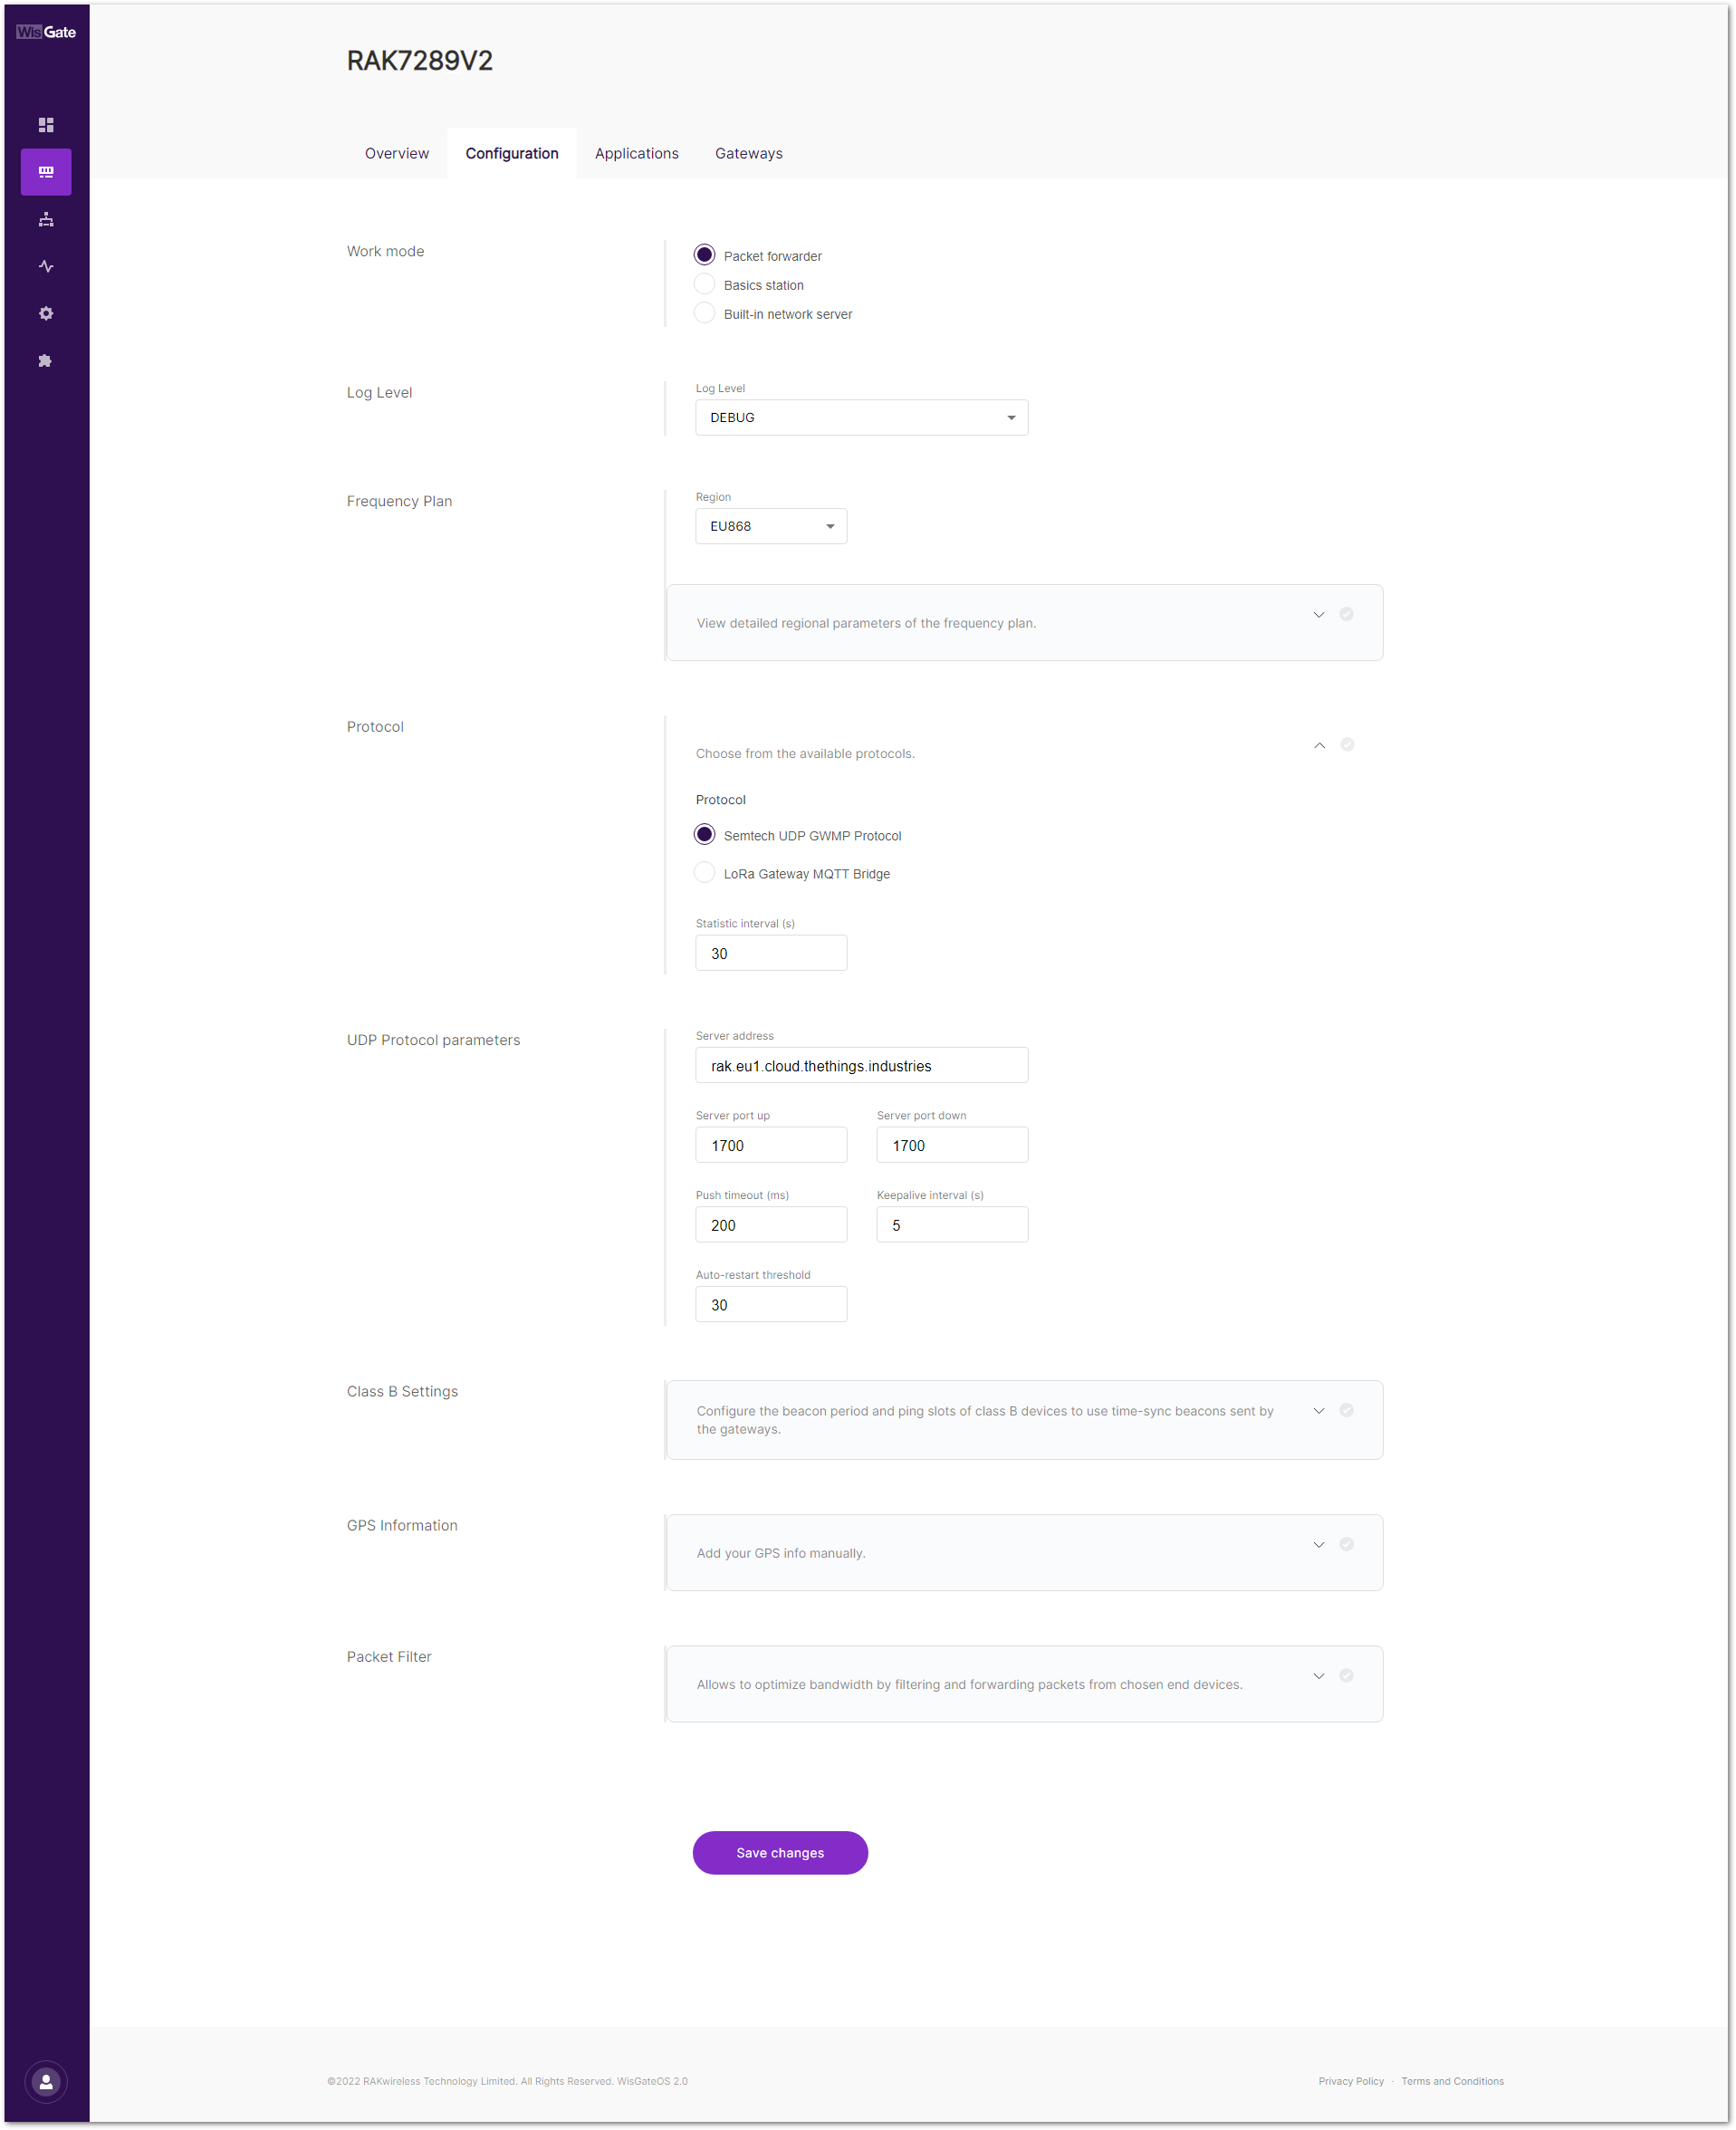 WisGate
RAK7289V2
Overview Configuration Applications Gateways
Work mode
Packet forwarder
Basics station
Built-in network server
Log Level
Log Level
DEBUG
Frequency Plan
Region
EU868
View detailed regional parameters of the frequency plan.
Protocol
Choose from the available protocols.
Protocol
Semtech UDP GWMP Protocol
LoRa Gateway MQTT Bridge
Statistic interval (s)
30
UDP Protocol parameters
Server address
rak.eu1.cloud.thethings.industries
Server port up Server port down
1700 1700
Push timeout (ms) Keepalive interval (s)
200 5
Auto-restart threshold
30
Class B Settings
Configure the beacon period and ping slots of class B devices to use time-sync beacons sent by
the gateways.
GPS Information
Add your GPS info manually.
Packet Filter
Allows to optimize bandwidth by filtering and forwarding packets from chosen end devices.
Save changes
©2022 RAKwireless Technology Limited. All Rights Reserved. WisGateOS 2.0 Privacy Policy · Terms and Conditions